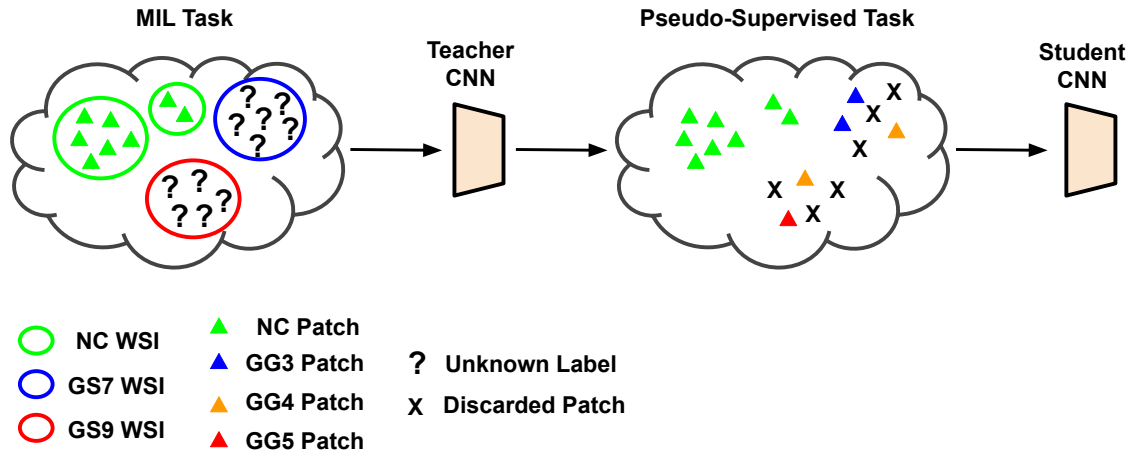 MIL Task
Pseudo-Supervised Task
Teacher
CNN
Student
CNN
? ? ? ? ? ? ?
? ? ? ? ? ?
X X X
X X X
NC WSI
GS7 WSI
GS9 WSI
NC Patch
GG3 Patch
GG4 Patch
GG5 Patch
? Unknown Label
X Discarded Patch